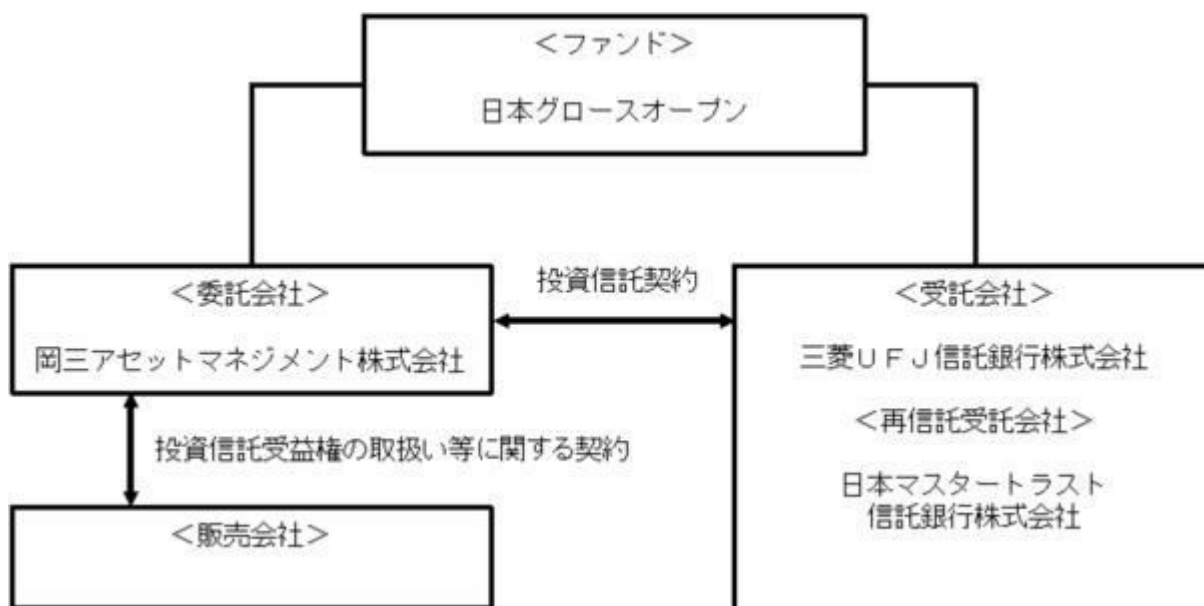 ＜ファンド＞
日本グロースオープン
＜委託会社＞
岡三アセットマネジメント株式会社
投資信託契約
＜受託会社＞
三菱ＵＦＪ信託銀行株式会社
＜再信託受託会社＞
日本マスタートラスト
信託銀行株式会社
投資信託受益権の取扱い等に関する契約
＜販売会社＞